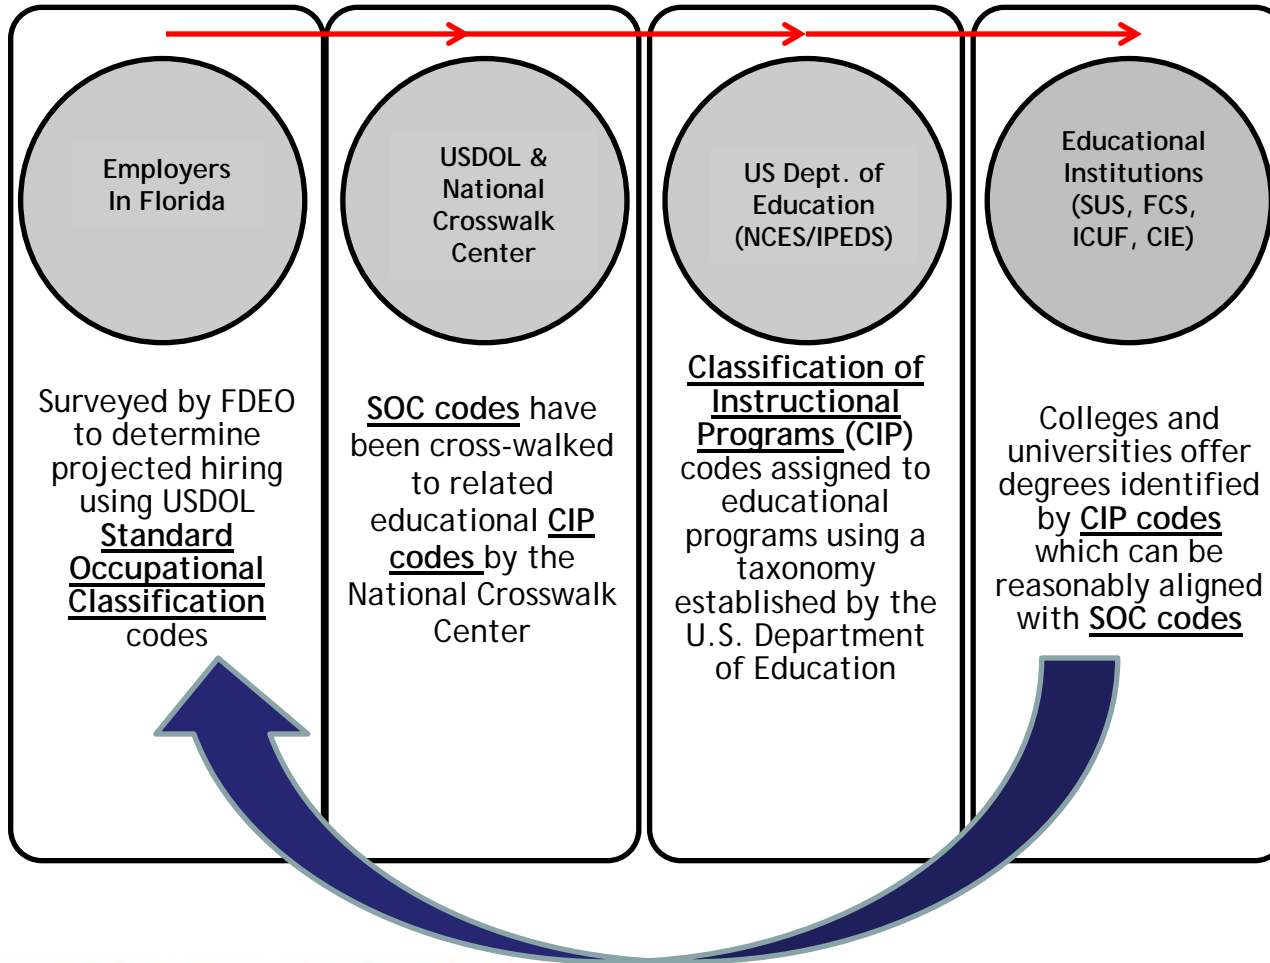 Employers
In Florida
USDOL &
National
Crosswalk
Center
US Dept. of
Education
(NCES/IPEDS)
Educational
Institutions
(SUS, FCS,
ICUF, CIE)
Surveyed by FDEO
to determine
projected hiring
using USDOL
Standard
Occupational
Classification
codes
SOC codes have
been cross-walked
to related
educational CIP
codes by the
National Crosswalk
Center
Classification of
Instructional
Programs (CIP)
codes assigned to
educational
programs using a
taxonomy
established by the
U.S. Department
of Education
Colleges and
universities offer
degrees identified
by CIP codes
which can be
reasonably aligned
with SOC codes